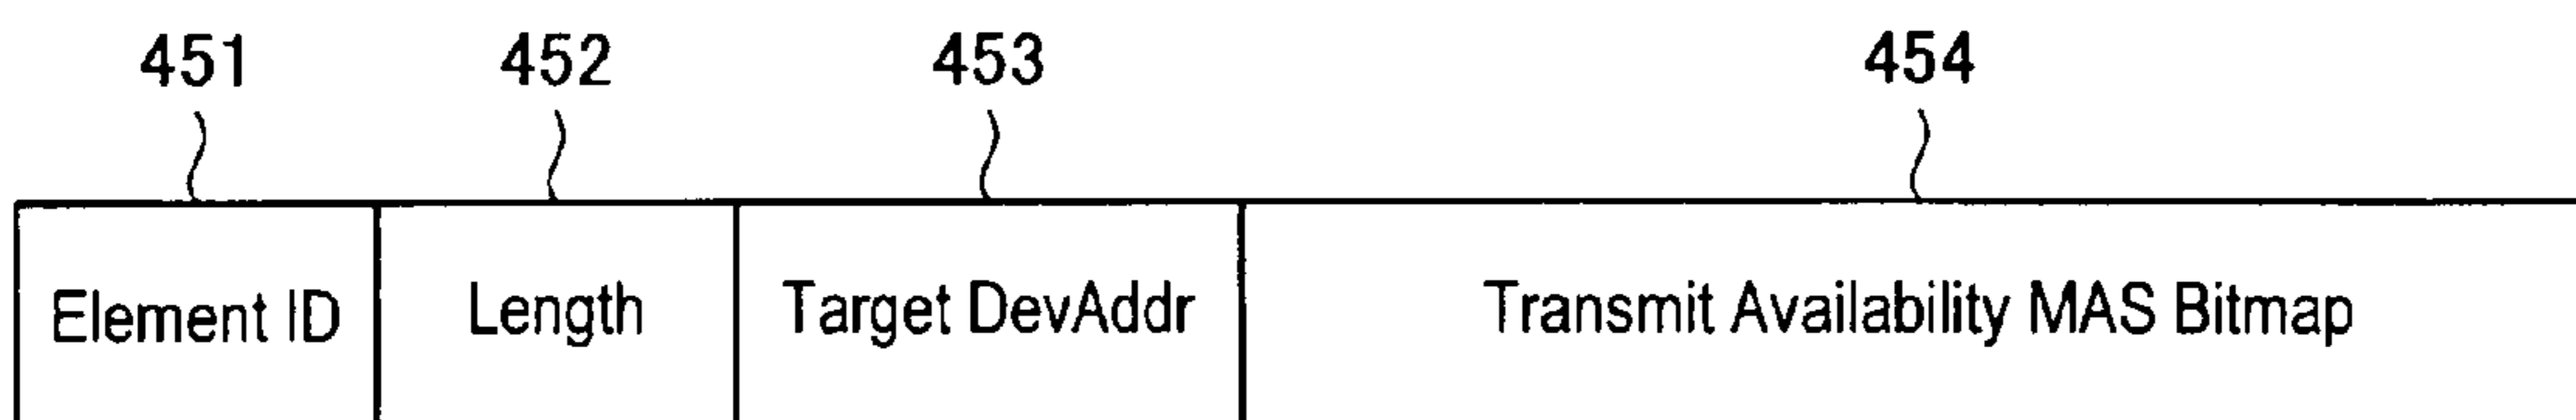 451 452 453 454
Element ID Length Target DevAddr Transmit Availability MAS Bitmap